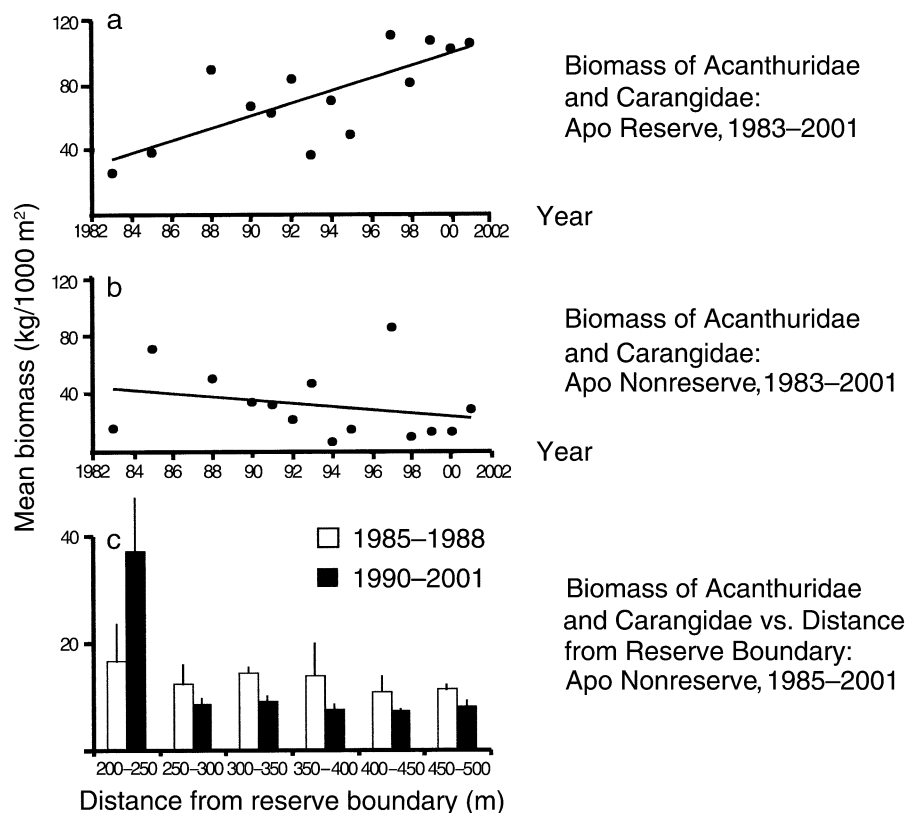 a
120
80
40
1982 84 86 88 90 92 94 96 98 00 2002
Year
Biomass of Acanthuridae
and Carangidae:
Apo Reserve, 1983–2001
Mean biomass (kg/1000 m²)
b
120
80
40
1982 84 86 88 90 92 94 96 98 00 2002
Year
Biomass of Acanthuridae
and Carangidae:
Apo Nonreserve, 1983–2001
c
40
20
1985–1988
1990–2001
200–250 250–300 300–350 350–400 400–450 450–500
Distance from reserve boundary (m)
Biomass of Acanthuridae
and Carangidae vs. Distance
from Reserve Boundary:
Apo Nonreserve, 1985–2001